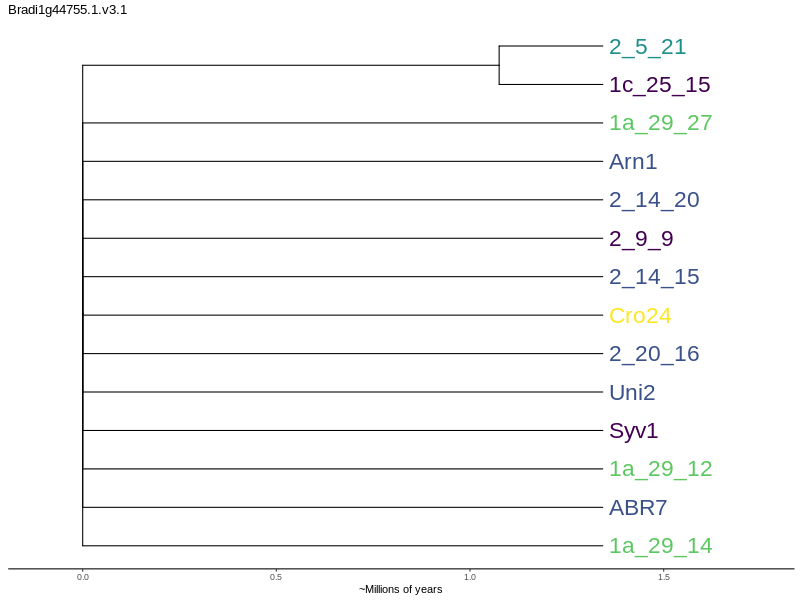 Bradi1g44755.1.v3.1
2_5_21
1c_25_15
1a_29_27
Arn1
2_14_20
2_9_9
2_14_15
Cro24
2_20_16
Uni2
Syv1
1a_29_12
ABR7
1a_29_14
0.0 0.5 1.0 1.5
~Millions of years